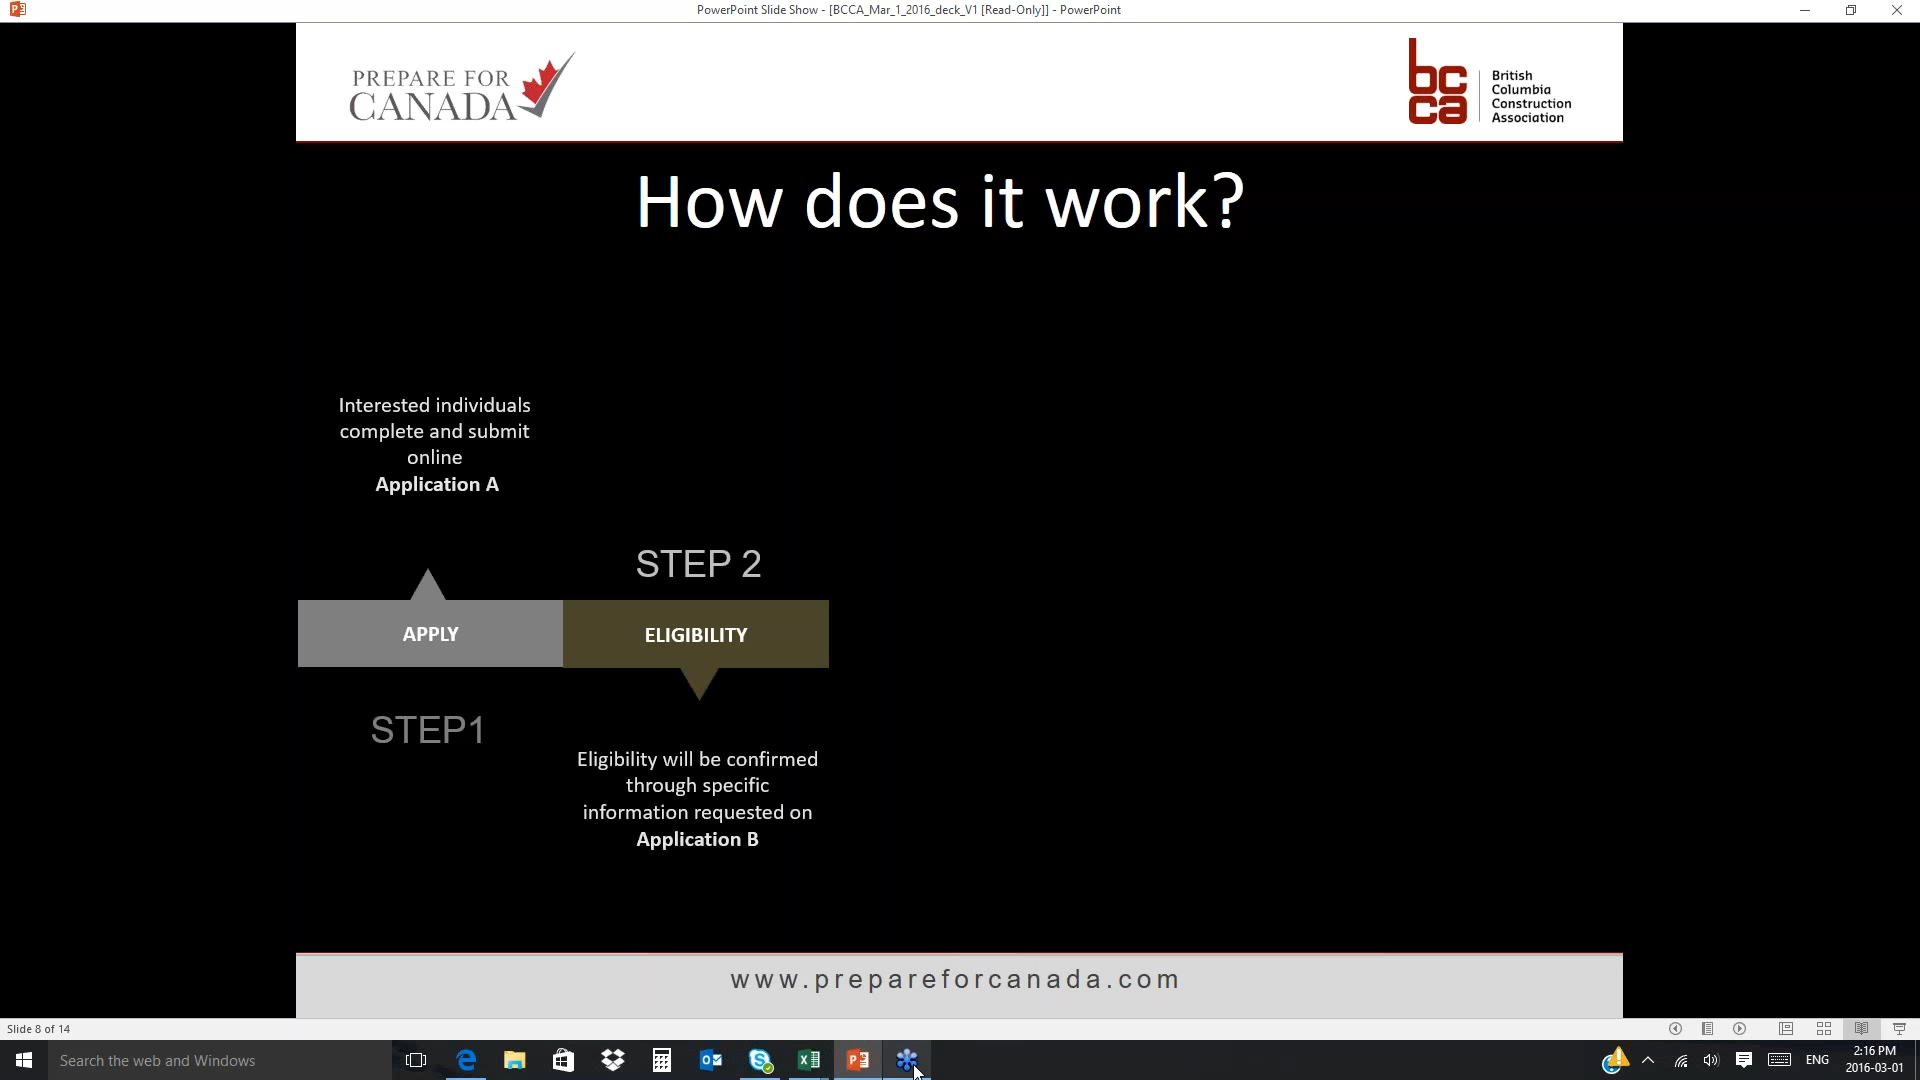 PowerPoint Slide Show - [BCCA_Mar_1_2016_deck_V1 [Read-Only]] - PowerPoint
PREPARE FOR
CANADA
bc
ca
British
Columbia
Construction
Association
How does it work?
Interested individuals
complete and submit
online
Application A
STEP 2
APPLY
ELIGIBILITY
STEP1
Eligibility will be confirmed
through specific
information requested on
Application B
www.prepareforcanada.com
Slide 8 of 14
Search the web and Windows
ENG
2:16 PM
2016-03-01